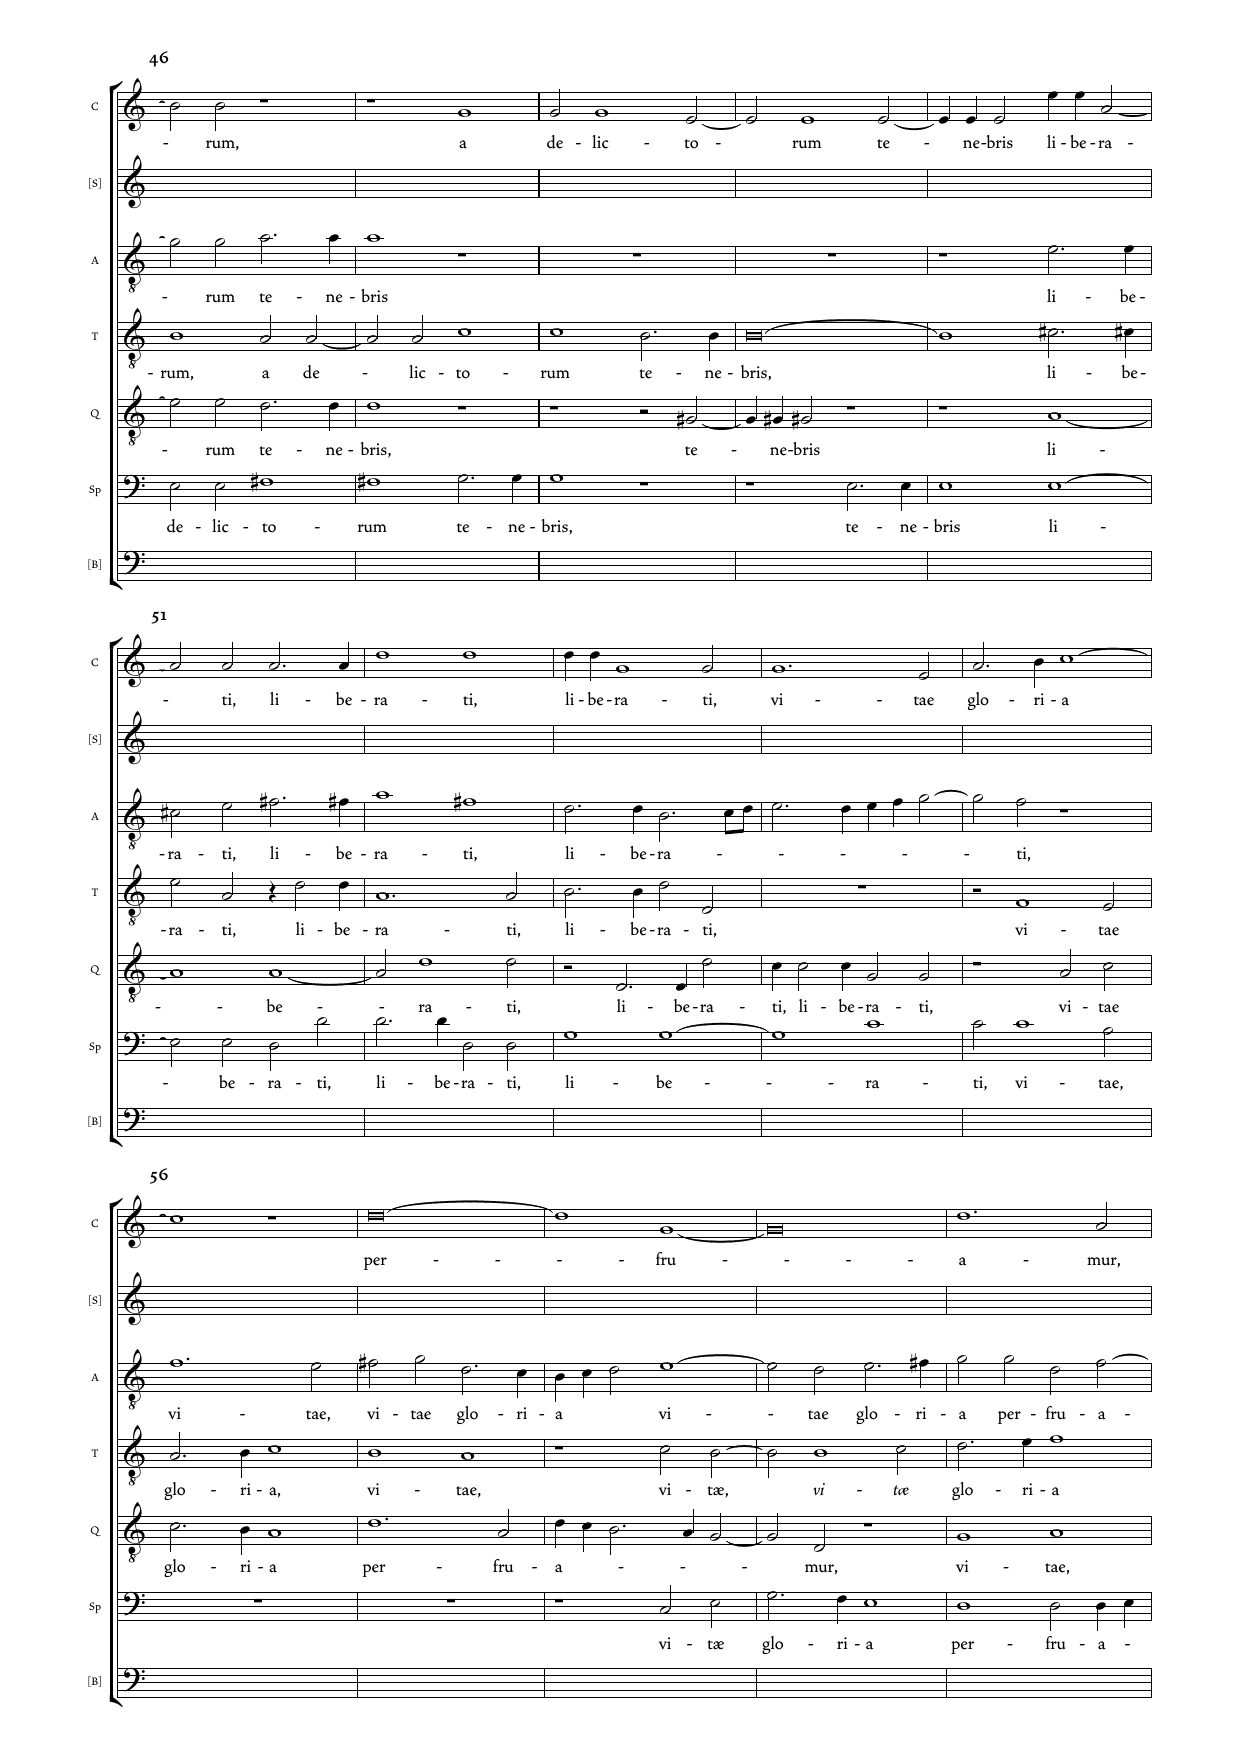 46
C
- rum, a de - lic - to - rum te - ne-bris li - be - ra -
[S]
A
- rum te - ne - bris li - be -
T
- rum, a de - lic - to - rum te - ne - bris, li - be -
Q
- rum te - ne - bris, te - ne-bris li -
Sp
de - lic - to - rum te - ne - bris, te - ne - bris li -
[B]
51
C
- ti, li - be - ra - ti, li - be - ra - ti, vi - - tae glo - ri - a
[S]
A
- ra - ti, li - be - ra - ti, li - be - ra - - - - - ti,
T
- ra - ti, li - be - ra - ti, li - be - ra - ti, vi - tae
Q
- - be - - ra - ti, li - be - ra - ti, li - be - ra - ti, vi - tae
Sp
- be - ra - ti, li - be - ra - ti, li - be - - - ra - ti, vi - tae,
[B]
56
C
per - - - - fru - - - - a - mur,
[S]
A
vi - tae, vi - tae glo - ri - a vi - - tae glo - ri - a per - fru - a -
T
glo - ri - a, vi - tae, vi - tæ, vi - tæ glo - ri - a
Q
glo - ri - a per - fru - a - - - mur, vi - tae,
Sp
vi - tæ glo - ri - a per - fru - a -
[B]